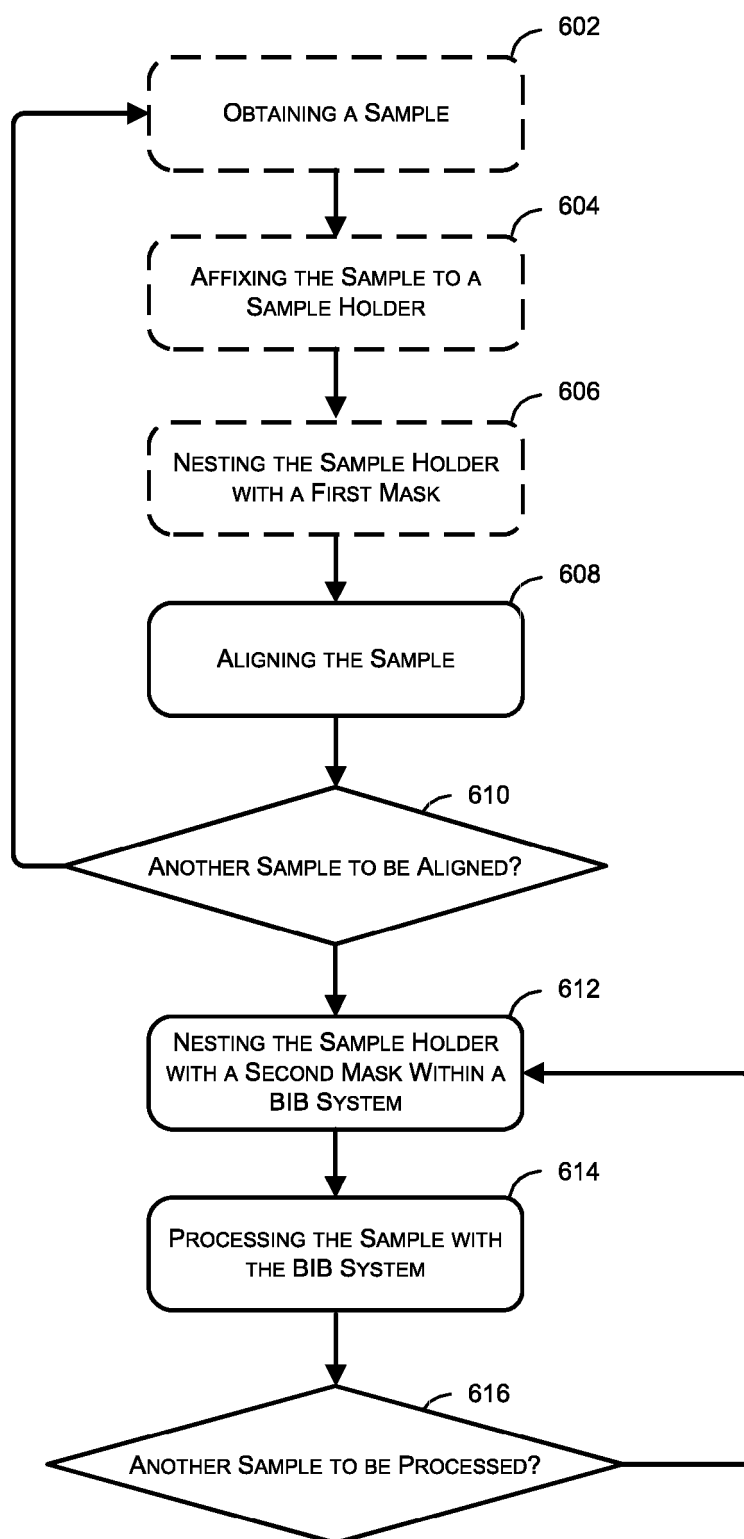 602
OBTAINING A SAMPLE
604
AFFIXING THE SAMPLE TO A
SAMPLE HOLDER
606
NESTING THE SAMPLE HOLDER
WITH A FIRST MASK
608
ALIGNING THE SAMPLE
610
ANOTHER SAMPLE TO BE ALIGNED?
612
NESTING THE SAMPLE HOLDER
WITH A SECOND MASK WITHIN A
BIB SYSTEM
614
PROCESSING THE SAMPLE WITH
THE BIB SYSTEM
616
ANOTHER SAMPLE TO BE PROCESSED?